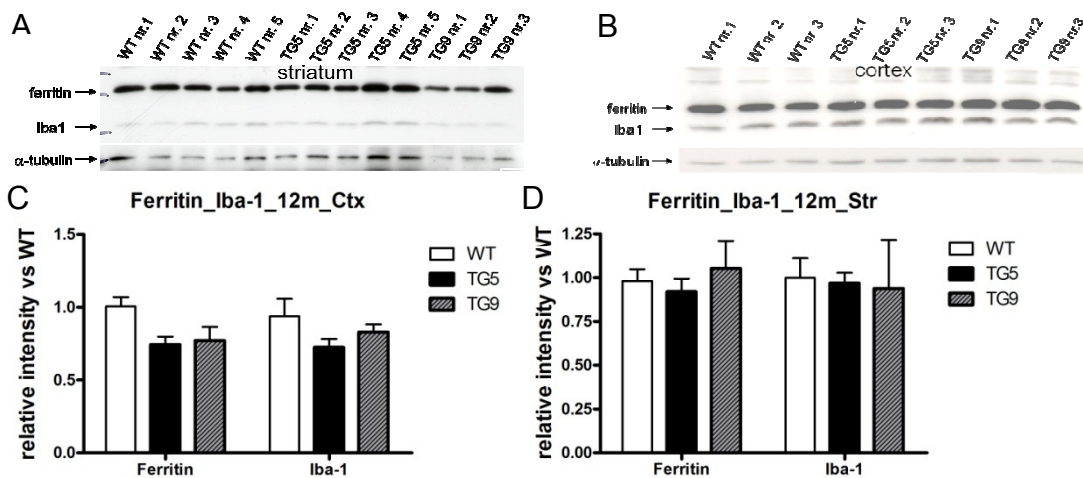 A
WT nr.1 WT nr. 2 WT nr. 3 WT nr. 4 WT nr. 5 TG5 nr. 1 TG5 nr. 2 TG5 nr. 3 TG5 nr. 4 TG5 nr. 5 TG9 nr.1 TG9 nr.2 TG9 nr.3
striatum
ferritin
Iba1
α-tubulin
B
WT nr.1 WT nr 2 WT nr 3 TG5 nr.1 TG5 nr.2 TG5 nr.3 TG9 nr.1 TG9 nr.2 TG9 nr.3
cortex
ferritin
Iba1
-tubulin
C
Ferritin_Iba-1_12m_Ctx
relative intensity vs WT
1.5
1.0
0.5
0.0
Ferritin Iba-1
WT
TG5
TG9
D
Ferritin_Iba-1_12m_Str
relative intensity vs WT
1.25
1.00
0.75
0.50
0.25
0.00
Ferritin Iba-1
WT
TG5
TG9